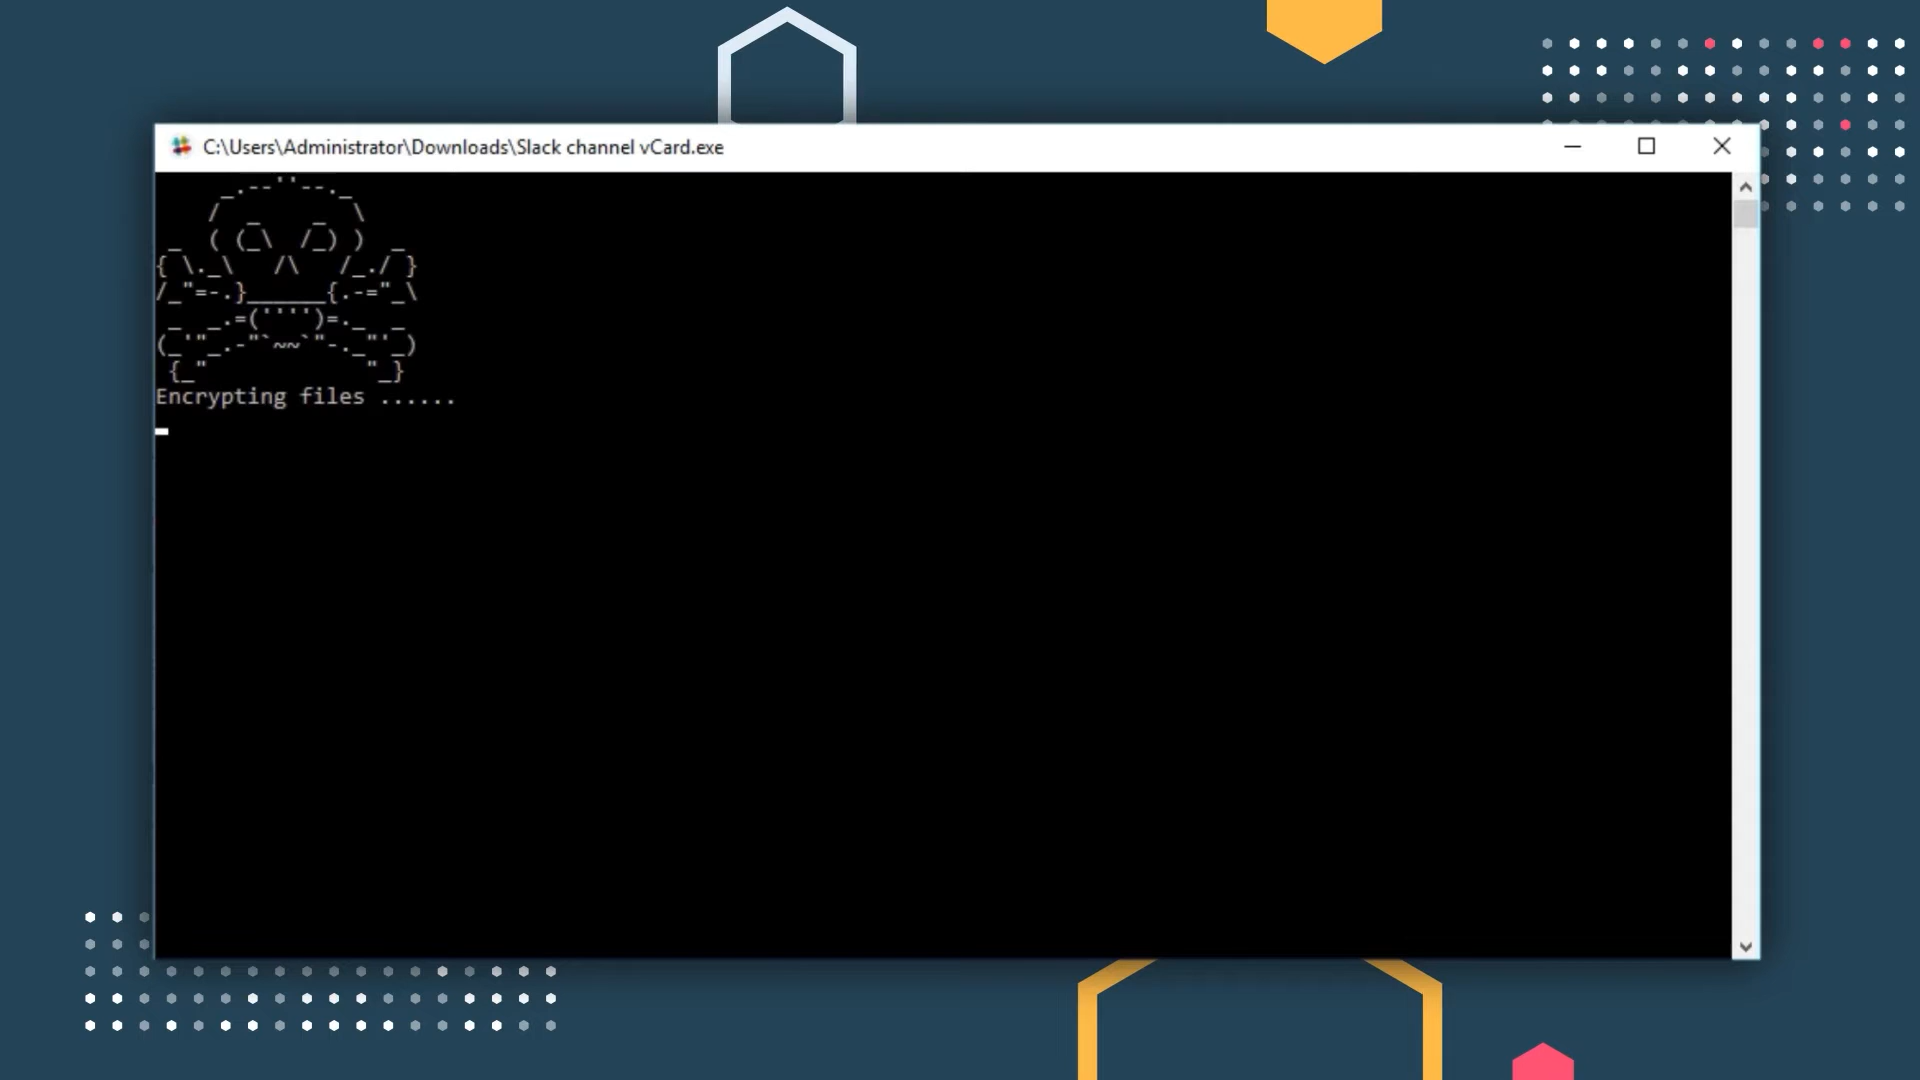 C:\Users\Administrator\Downloads\Slack channel vCard.exe
Encrypting files ......